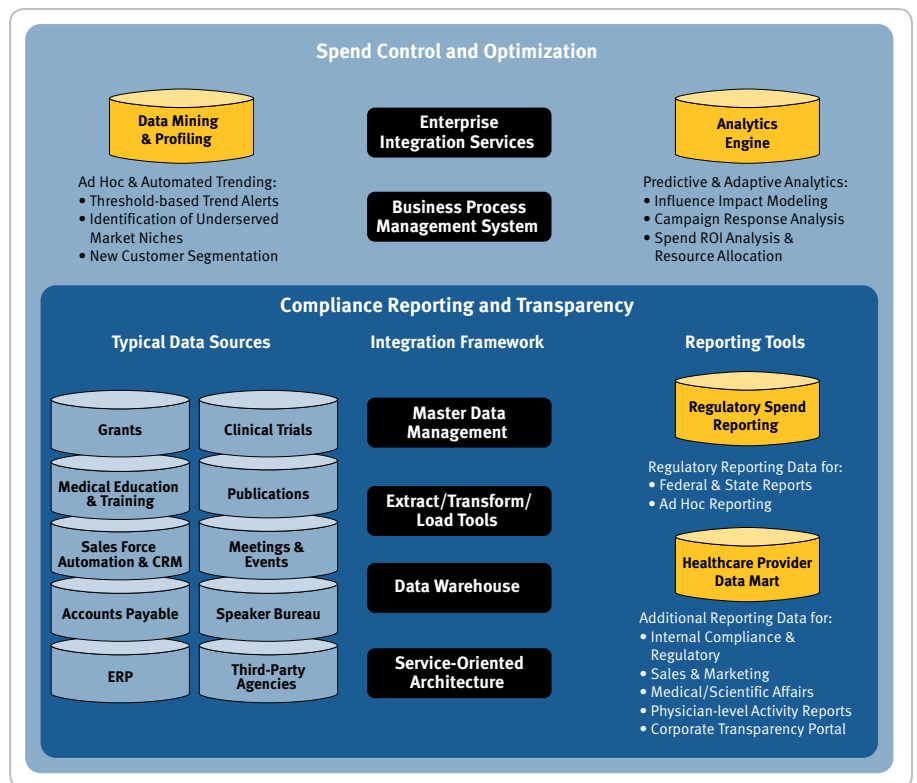 Spend Control and Optimization
Data Mining
& Profiling
Ad Hoc & Automated Trending:
• Threshold-based Trend Alerts
• Identification of Underserved
Market Niches
• New Customer Segmentation
Enterprise
Integration Services
Business Process
Management System
Analytics
Engine
Predictive & Adaptive Analytics:
• Influence Impact Modeling
• Campaign Response Analysis
• Spend ROI Analysis &
Resource Allocation
Compliance Reporting and Transparency
Typical Data Sources
Grants
Clinical Trials
Medical Education
& Training
Publications
Sales Force
Automation & CRM
Meetings &
Events
Accounts Payable
Speaker Bureau
ERP
Third-Party
Agencies
Integration Framework
Master Data
Management
Extract/Transform/
Load Tools
Data Warehouse
Service-Oriented
Architecture
Reporting Tools
Regulatory Spend
Reporting
Regulatory Reporting Data for:
• Federal & State Reports
• Ad Hoc Reporting
Healthcare Provider
Data Mart
Additional Reporting Data for:
• Internal Compliance &
Regulatory
• Sales & Marketing
• Medical/Scientific Affairs
• Physician-level Activity Reports
• Corporate Transparency Portal